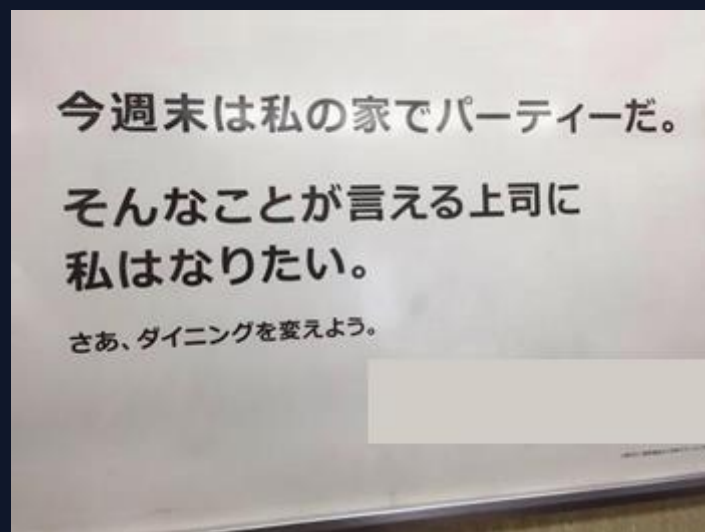 今週末は私の家でパーティーだ。
そんなことが言える上司に
私はなりたい。
さあ、ダイニングを変えよう。